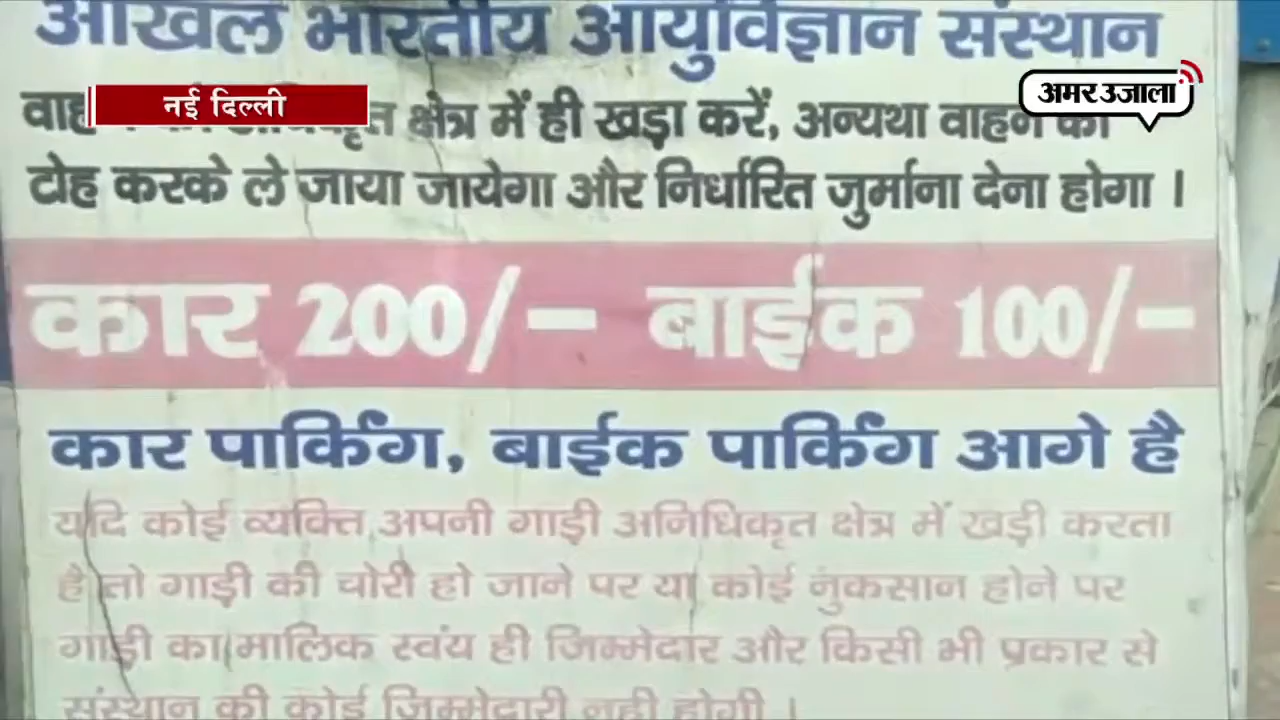 अखिल भारतीय आयुर्विज्ञान संस्थान
अमर उजाला
नई दिल्ली
क्षेत्र में ही खड़ा करें, अन्यथा वाहन को
टोह करके ले जाया जायेगा और निर्धारित जुर्माना देना होगा ।
कार 200/- बाईक 100/-
कार पार्किंग, बाईक पार्किंग आगे है
यदि कोई व्यक्ति अपनी गाड़ी अनिधिकृत क्षेत्र में खड़ी करता
है तो गाड़ी की चोरी हो जाने पर या कोई नुकसान होने पर
गाड़ी का मालिक स्वंय ही जिम्मेदार और किसी भी प्रकार से
संस्थान की कोई जिम्मेदारी नही होगी ।